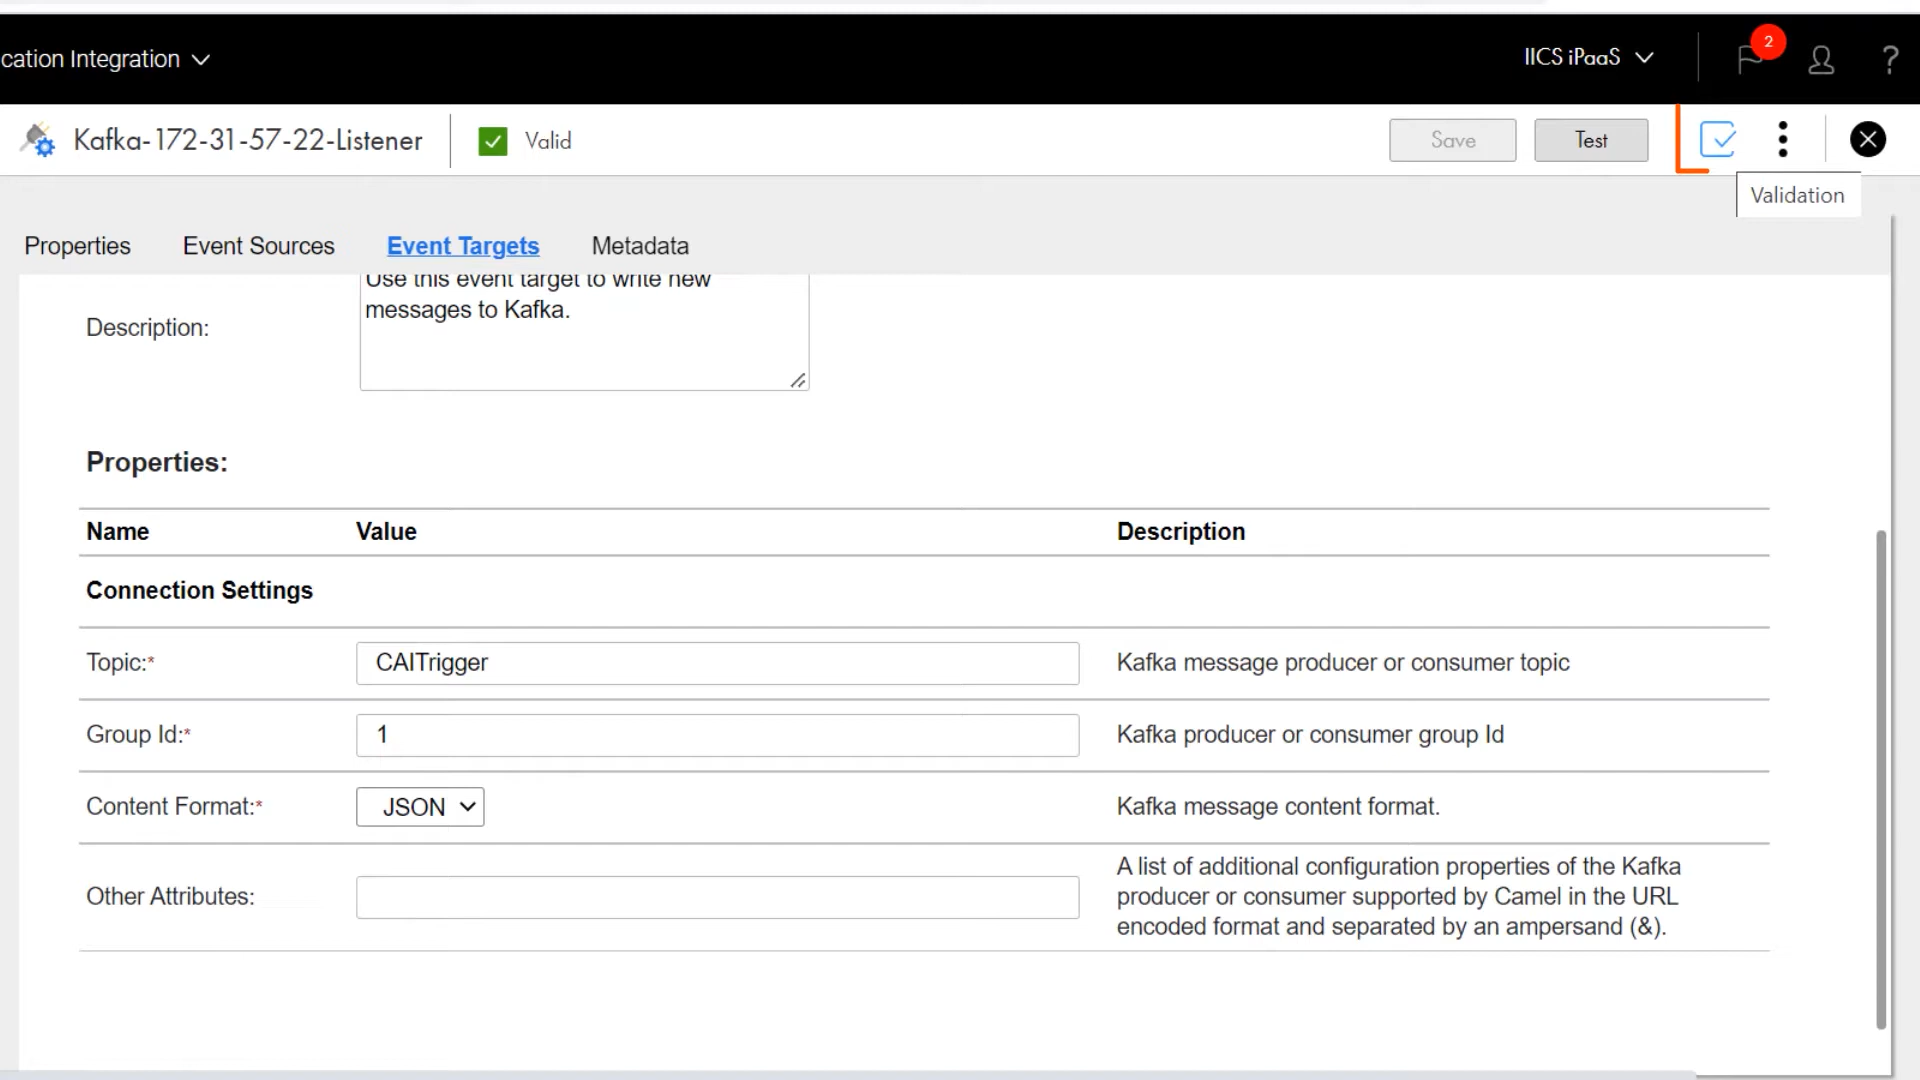 cation Integration
IICS iPaaS
2
?
Kafka-172-31-57-22-Listener
Valid
Save
Test
Validation
Properties
Event Sources
Event Targets
Metadata
Description:
Use this event target to write new
messages to Kafka.
Properties:
Name
Value
Description
Connection Settings
Topic:*
CAITrigger
Kafka message producer or consumer topic
Group Id:*
1
Kafka producer or consumer group Id
Content Format:*
JSON
Kafka message content format.
Other Attributes:
A list of additional configuration properties of the Kafka
producer or consumer supported by Camel in the URL
encoded format and separated by an ampersand (&).